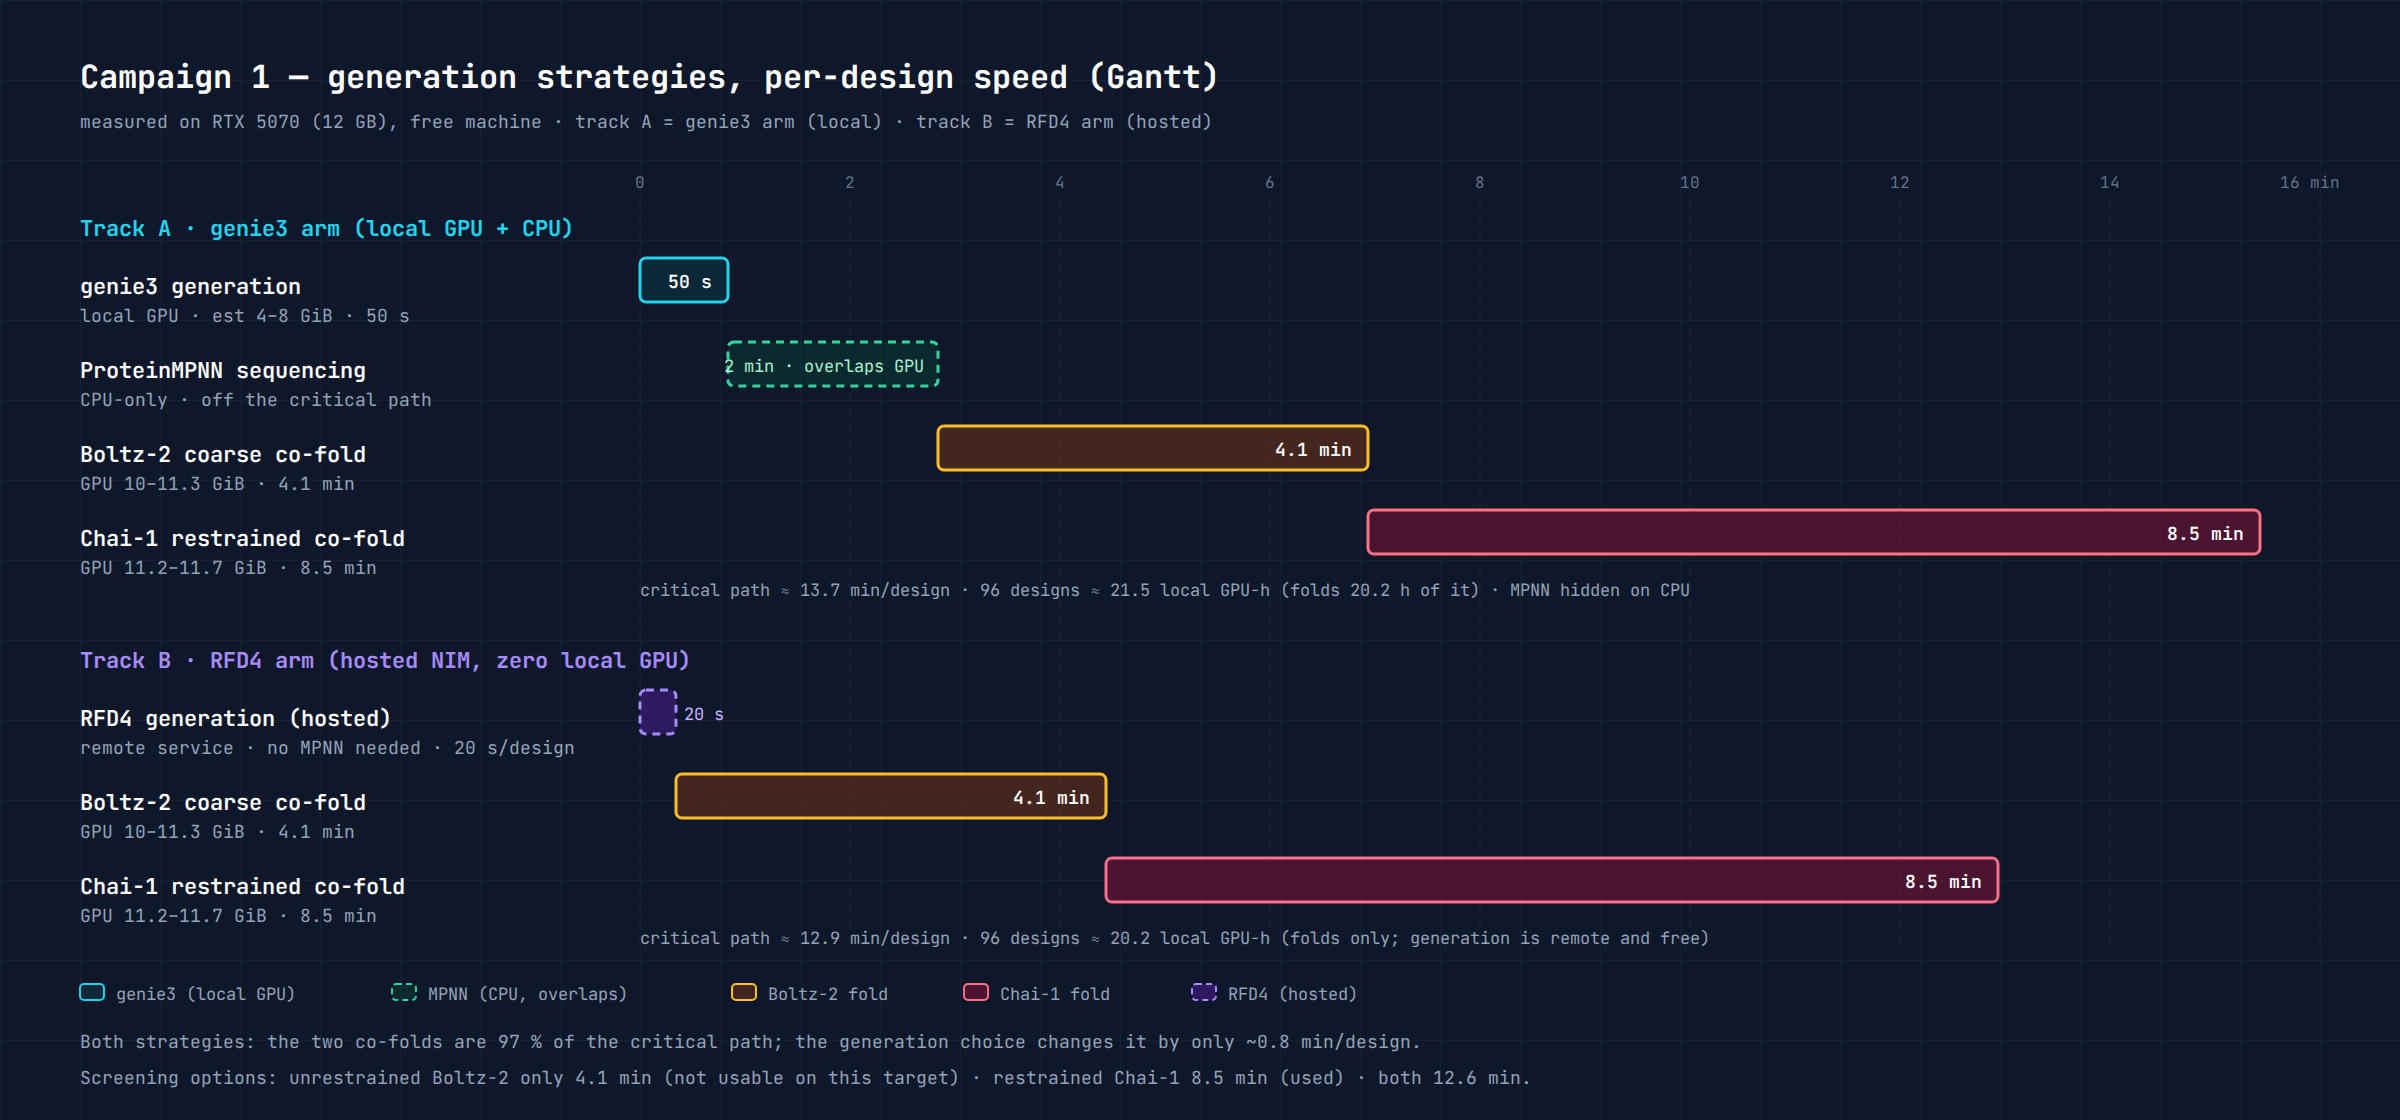 Campaign 1 — generation strategies, per-design speed (Gantt)
measured on RTX 5070 (12 GB), free machine · track A = genie3 arm (local) · track B = RFD4 arm (hosted)
0 2 4 6 8 10 12 14 16 min
Track A · genie3 arm (local GPU + CPU)
50 s
genie3 generation
local GPU · est 4–8 GiB · 50 s
2 min · overlaps GPU
ProteinMPNN sequencing
CPU-only · off the critical path
4.1 min
Boltz-2 coarse co-fold
GPU 10–11.3 GiB · 4.1 min
8.5 min
Chai-1 restrained co-fold
GPU 11.2–11.7 GiB · 8.5 min
critical path ≈ 13.7 min/design · 96 designs ≈ 21.5 local GPU-h (folds 20.2 h of it) · MPNN hidden on CPU
Track B · RFD4 arm (hosted NIM, zero local GPU)
20 s
RFD4 generation (hosted)
remote service · no MPNN needed · 20 s/design
4.1 min
Boltz-2 coarse co-fold
GPU 10–11.3 GiB · 4.1 min
8.5 min
Chai-1 restrained co-fold
GPU 11.2–11.7 GiB · 8.5 min
critical path ≈ 12.9 min/design · 96 designs ≈ 20.2 local GPU-h (folds only; generation is remote and free)
genie3 (local GPU) MPNN (CPU, overlaps) Boltz-2 fold Chai-1 fold RFD4 (hosted)
Both strategies: the two co-folds are 97 % of the critical path; the generation choice changes it by only ~0.8 min/design.
Screening options: unrestrained Boltz-2 only 4.1 min (not usable on this target) · restrained Chai-1 8.5 min (used) · both 12.6 min.